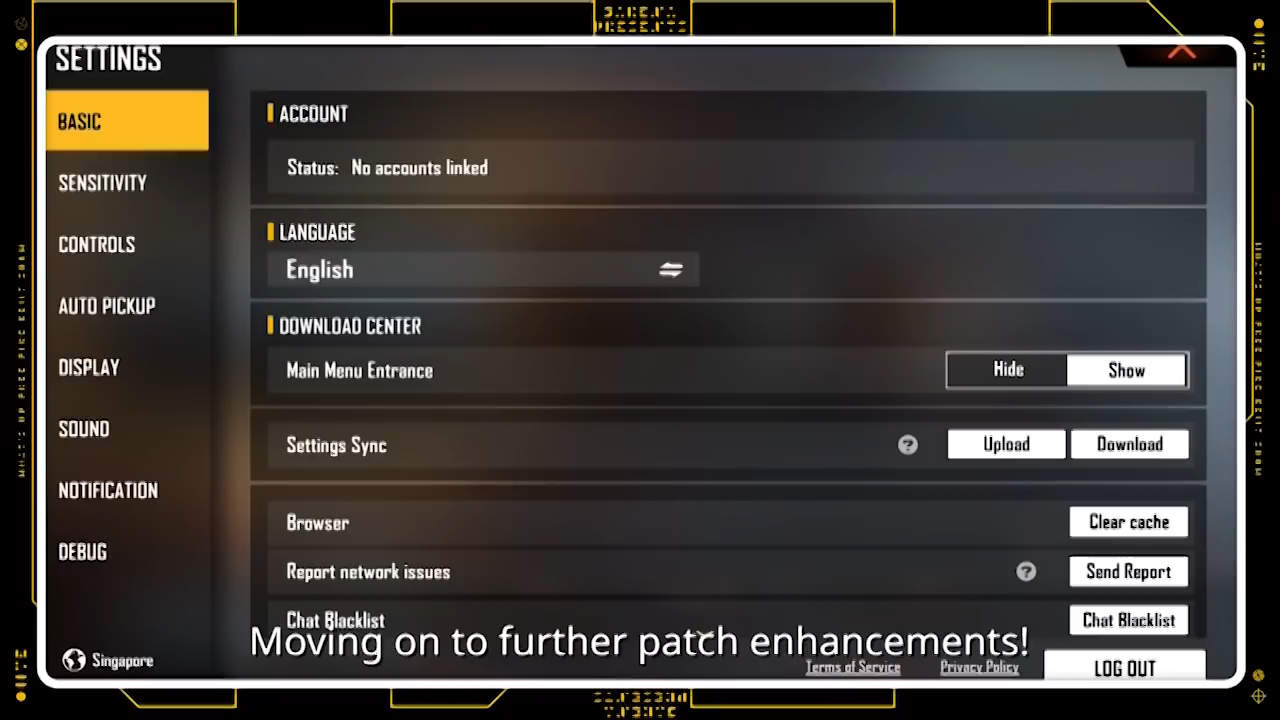 PRESENTS
SETTINGS
BASIC
SENSITIVITY
CONTROLS
AUTO PICKUP
DISPLAY
SOUND
NOTIFICATION
DEBUG
Singapore
ACCOUNT
Status: No accounts linked
LANGUAGE
English
DOWNLOAD CENTER
Main Menu Entrance
Hide
Show
Settings Sync
?
Upload
Download
Browser
Clear cache
Report network issues
?
Send Report
Chat Blacklist
Chat Blacklist
Moving on to further patch enhancements!
Terms of Service
Privacy Policy
LOG OUT